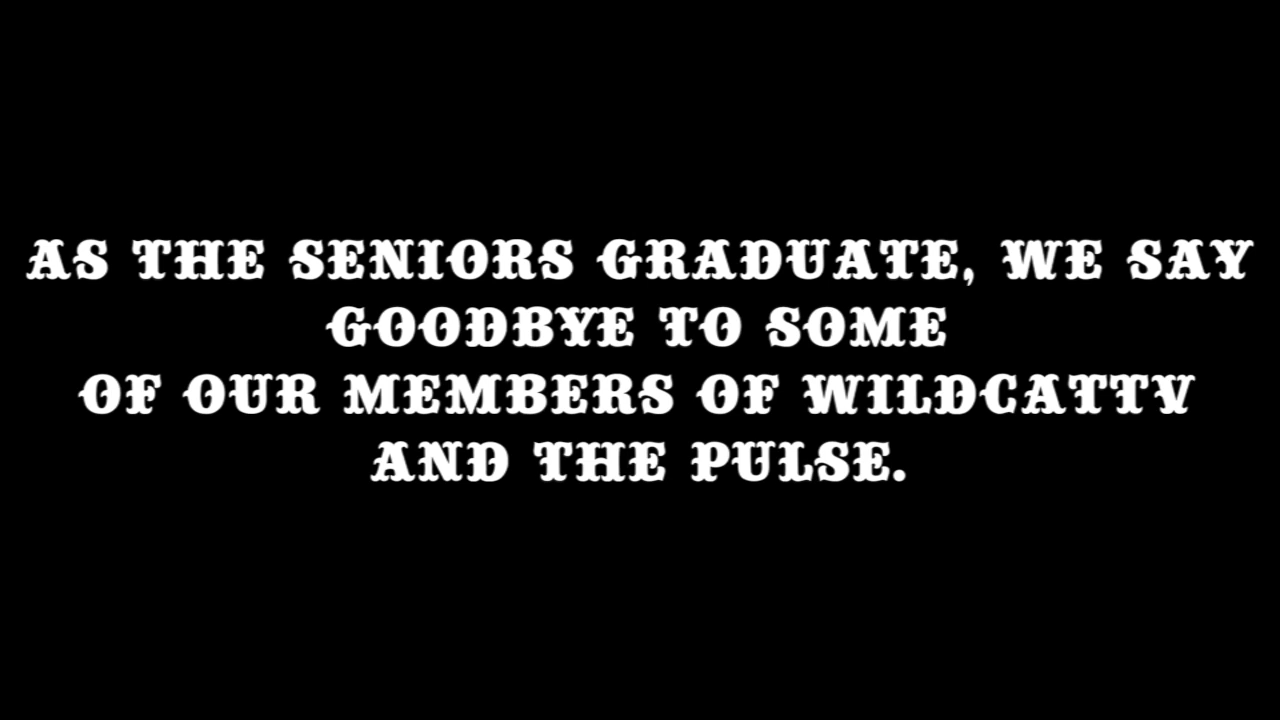 AS THE SENIORS GRADUATE, WE SAY
GOODBYE TO SOME
OF OUR MEMBERS OF WILDCATTV
AND THE PULSE.